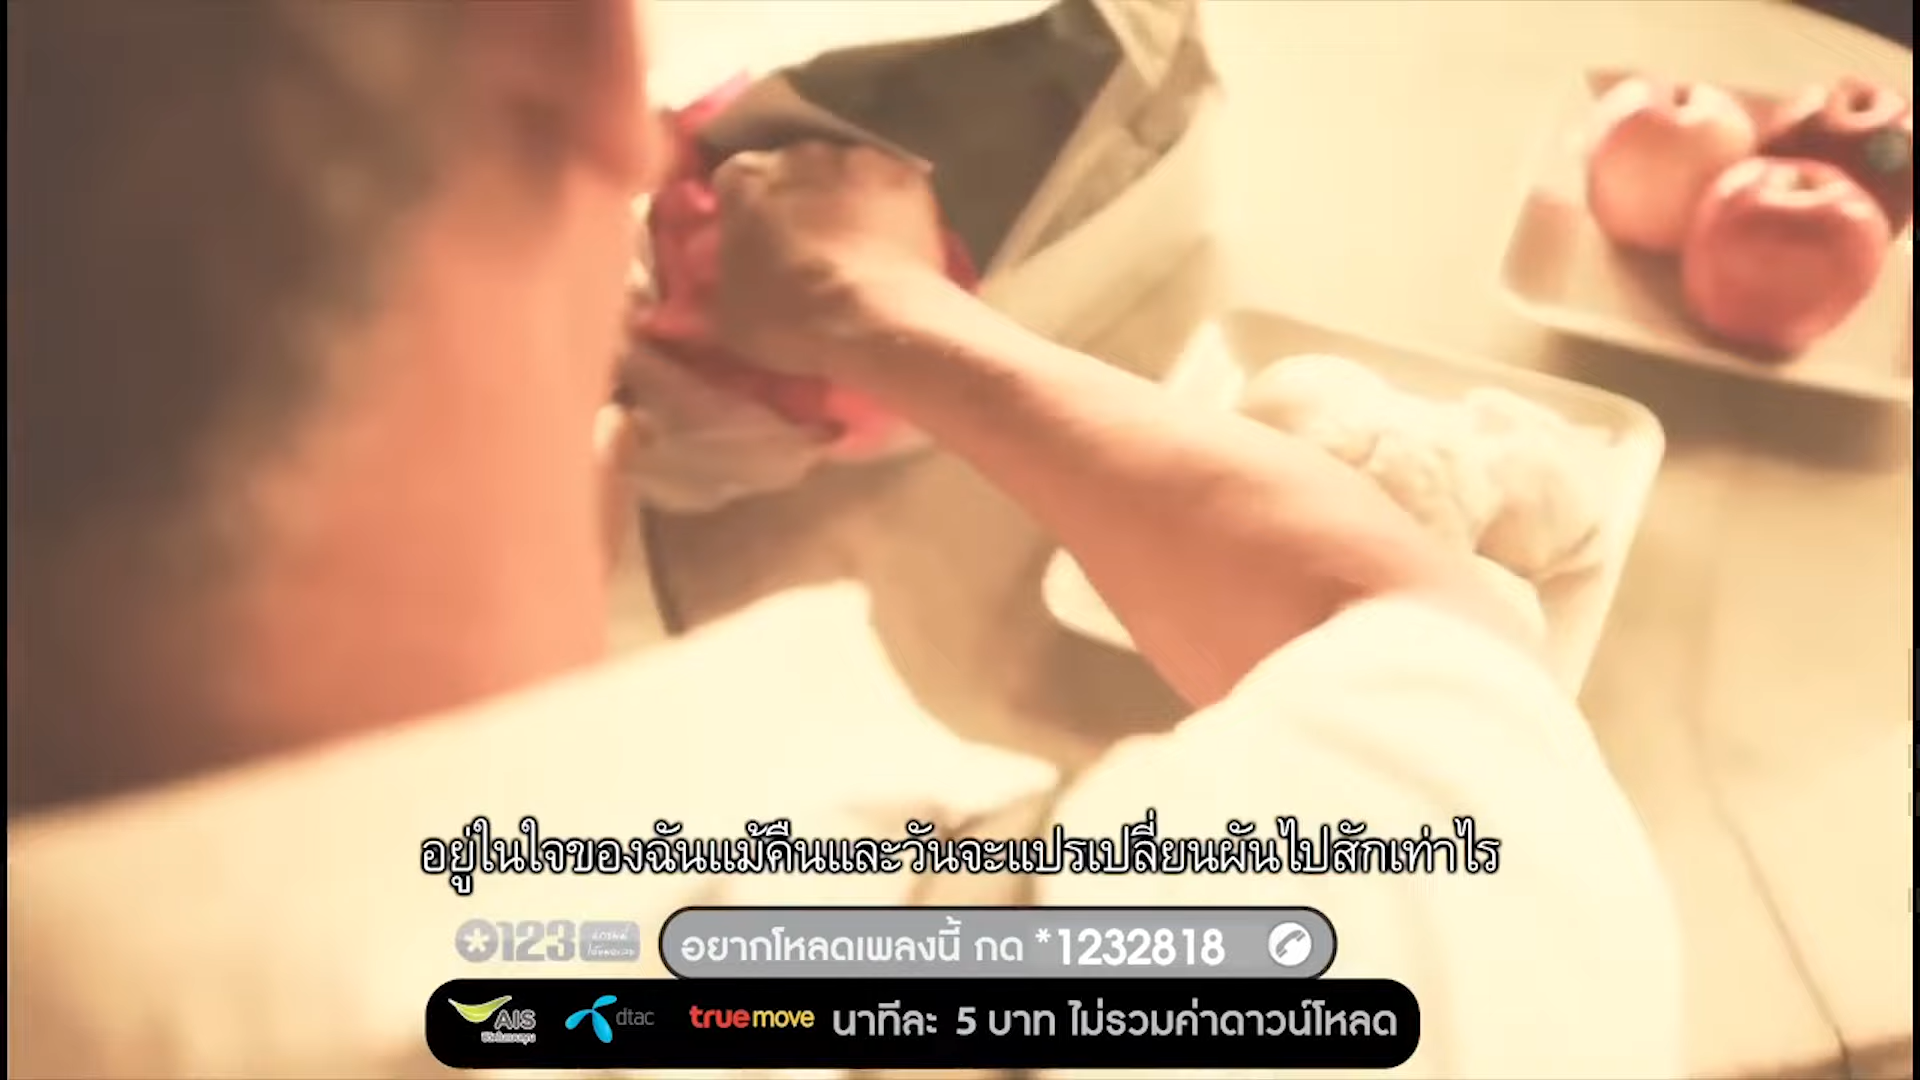 อยู่ในใจของฉันแม้คืนและวันจะแปรเปลี่ยนผันไปสักเท่าไร
*123 อยากโหลดเพลงนี้ กด *1232818
AIS dtac truemove นาทีละ 5 บาท ไม่รวมค่าดาวน์โหลด